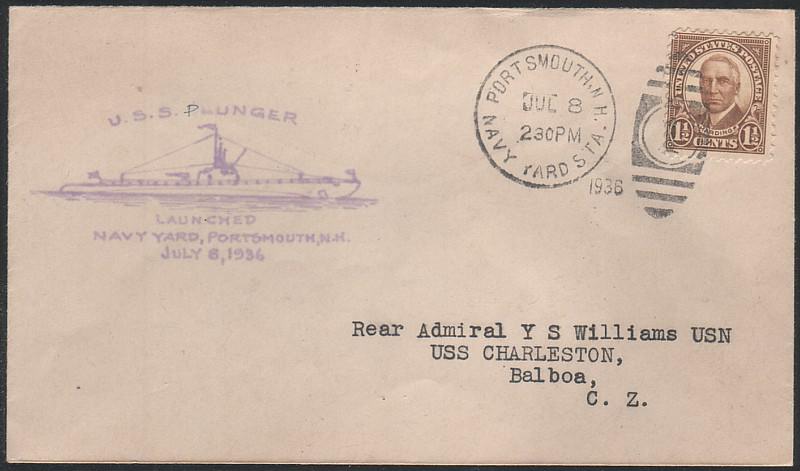 U.S.S. PLUNGER
LAUNCHED
NAVY YARD, PORTSMOUTH, N.H.
JULY 8, 1936
PORTSMOUTH, N.H.
JUL 8
230PM
NAVY YARD STA.
1936
UNITED STATES POSTAGE
HARDING
1½ 1½
CENTS
Rear Admiral Y S Williams USN
USS CHARLESTON,
Balboa,
C. Z.